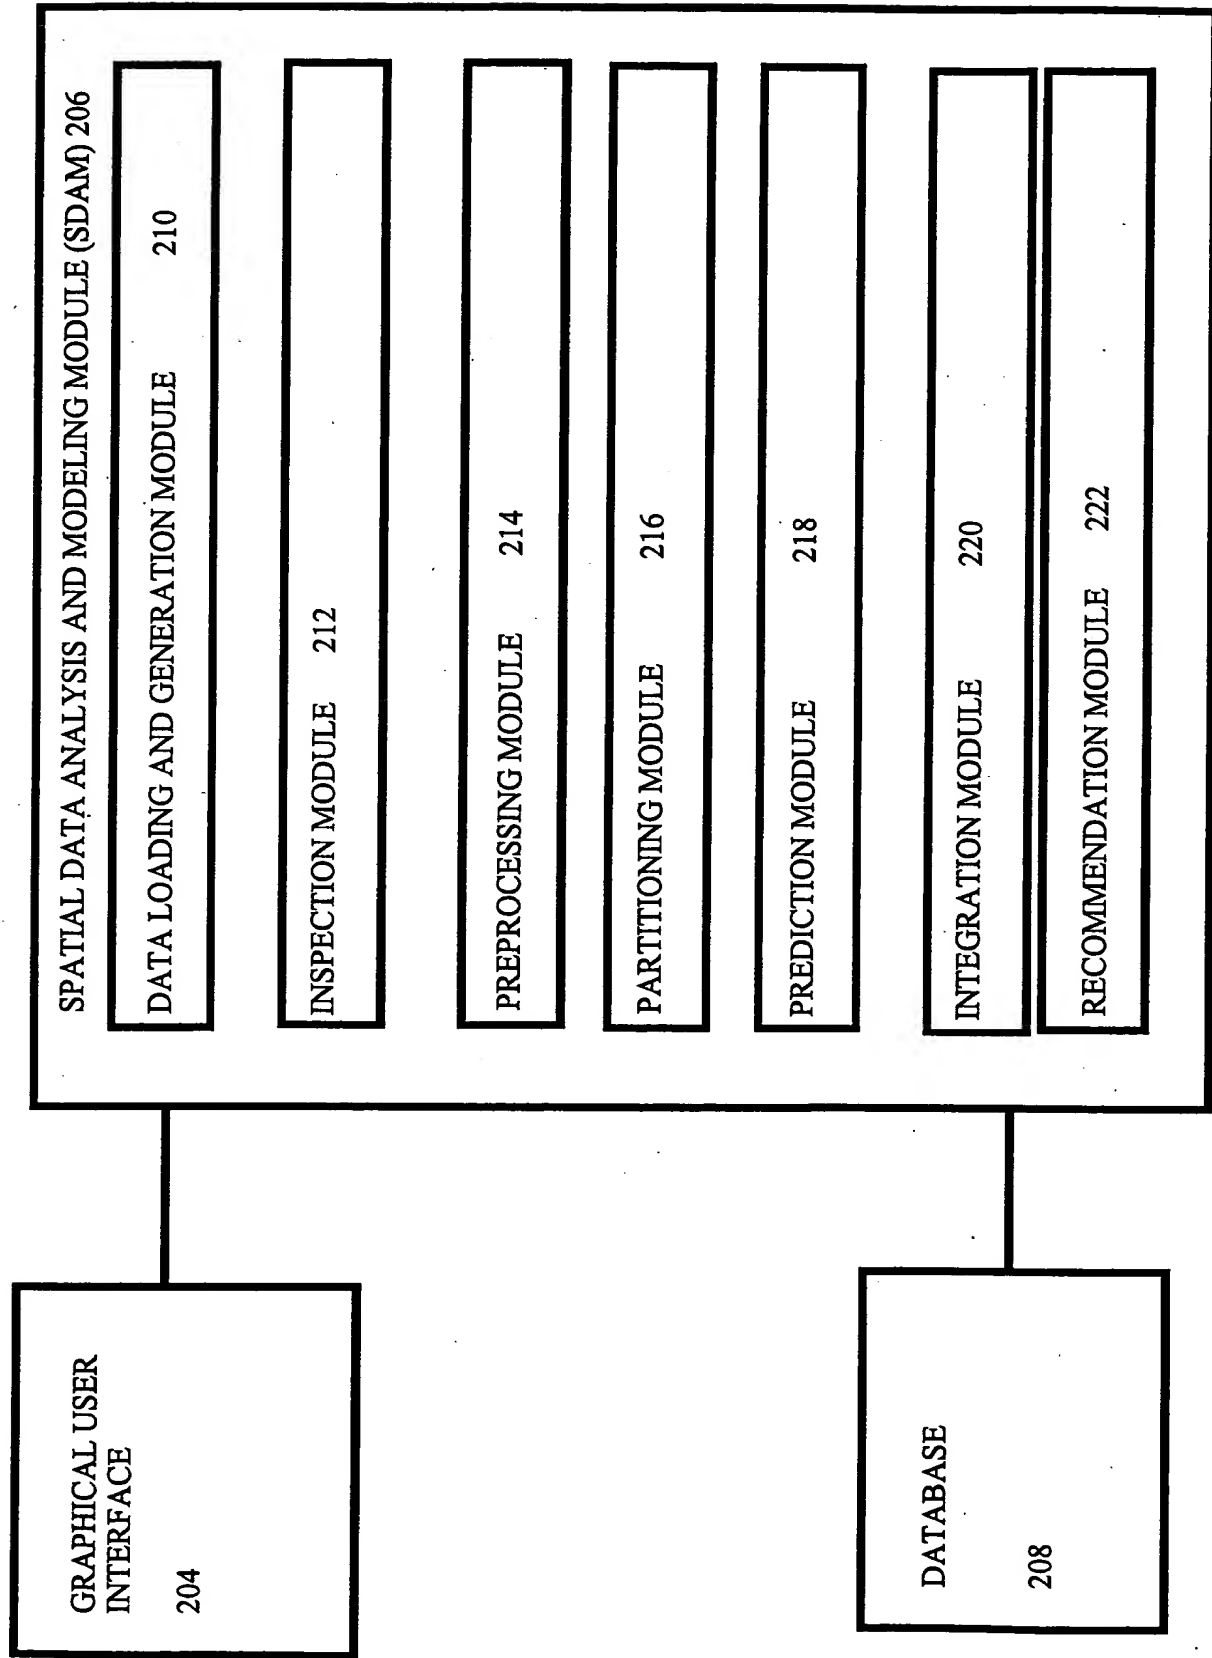 GRAPHICAL USER
INTERFACE
204
DATABASE
208
SPATIAL DATA ANALYSIS AND MODELING MODULE (SDAM) 206
DATA LOADING AND GENERATION MODULE 210
INSPECTION MODULE 212
PREPROCESSING MODULE 214
PARTITIONING MODULE 216
PREDICTION MODULE 218
INTEGRATION MODULE 220
RECOMMENDATION MODULE 222